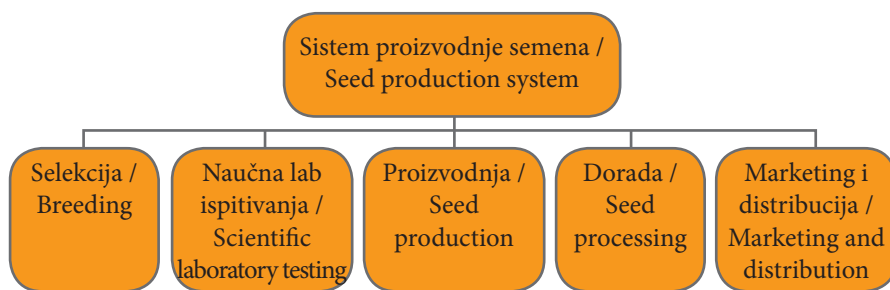 Sistem proizvodnje semena /
Seed production system
Selekcija /
Breeding
Naučna lab
ispitivanja /
Scientific
laboratory testing
Proizvodnja /
Seed
production
Dorada /
Seed
processing
Marketing i
distribucija /
Marketing and
distribution